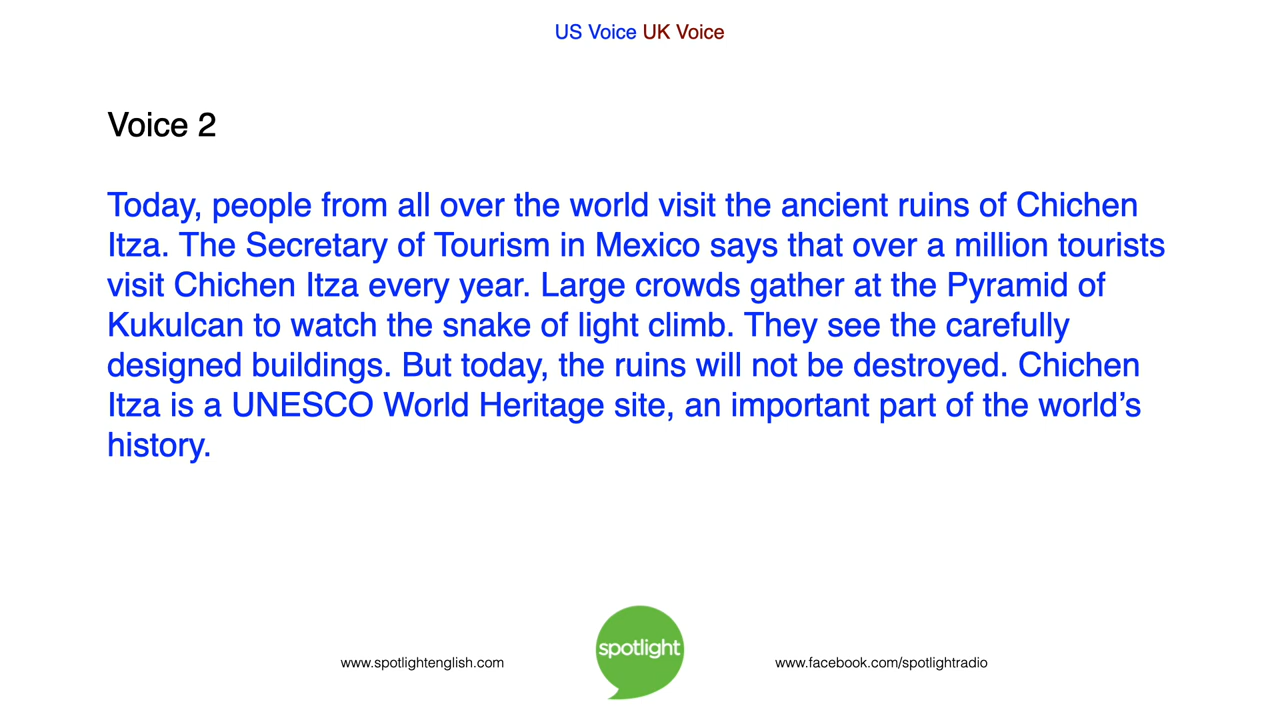 US Voice UK Voice
Voice 2
Today, people from all over the world visit the ancient ruins of Chichen
Itza. The Secretary of Tourism in Mexico says that over a million tourists
visit Chichen Itza every year. Large crowds gather at the Pyramid of
Kukulcan to watch the snake of light climb. They see the carefully
designed buildings. But today, the ruins will not be destroyed. Chichen
Itza is a UNESCO World Heritage site, an important part of the world’s
history.
spotlight
www.spotlightenglish.com
www.facebook.com/spotlightradio